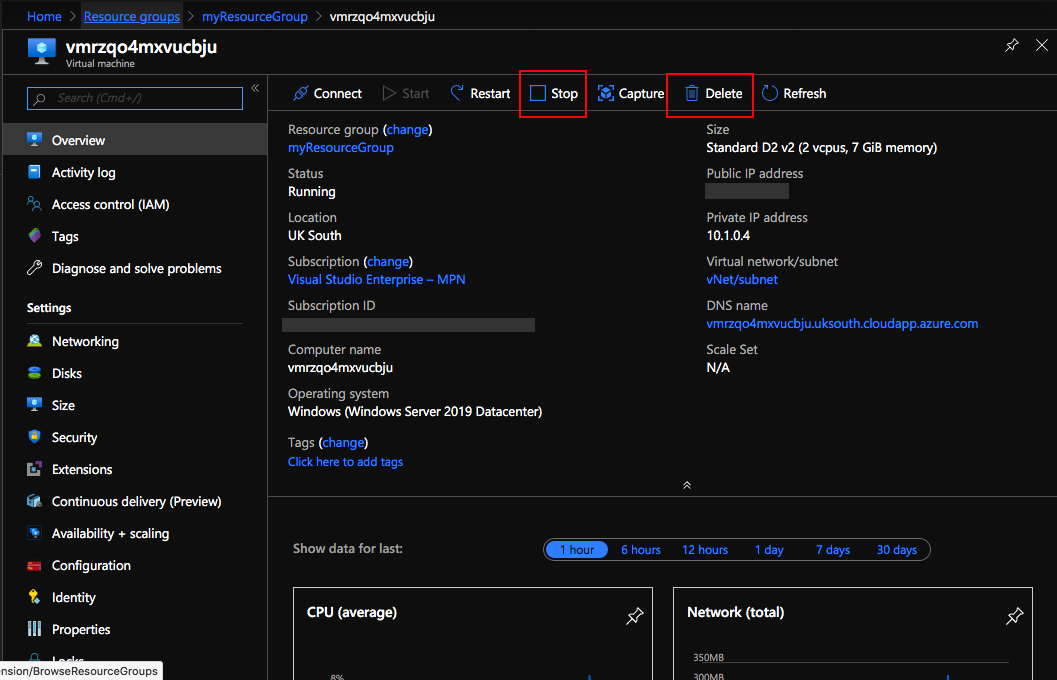 Home > Resource groups > myResourceGroup > vmrzqo4mxvucbju
vmrzqo4mxvucbju
Virtual machine
Search (Cmd+/)
«
Connect Start Restart Stop Capture Delete Refresh
Overview
Activity log
Access control (IAM)
Tags
Diagnose and solve problems
Settings
Networking
Disks
Size
Security
Extensions
Continuous delivery (Preview)
Availability + scaling
Configuration
Identity
Properties
Locks
ension/BrowseResourceGroups
Resource group (change)
myResourceGroup
Status
Running
Location
UK South
Subscription (change)
Visual Studio Enterprise – MPN
Subscription ID
Computer name
vmrzqo4mxvucbju
Operating system
Windows (Windows Server 2019 Datacenter)
Tags (change)
Click here to add tags
Size
Standard D2 v2 (2 vcpus, 7 GiB memory)
Public IP address
Private IP address
10.1.0.4
Virtual network/subnet
vNet/subnet
DNS name
vmrzqo4mxvucbju.uksouth.cloudapp.azure.com
Scale Set
N/A
Show data for last:
1 hour 6 hours 12 hours 1 day 7 days 30 days
CPU (average)
8%
Network (total)
350MB
300MB